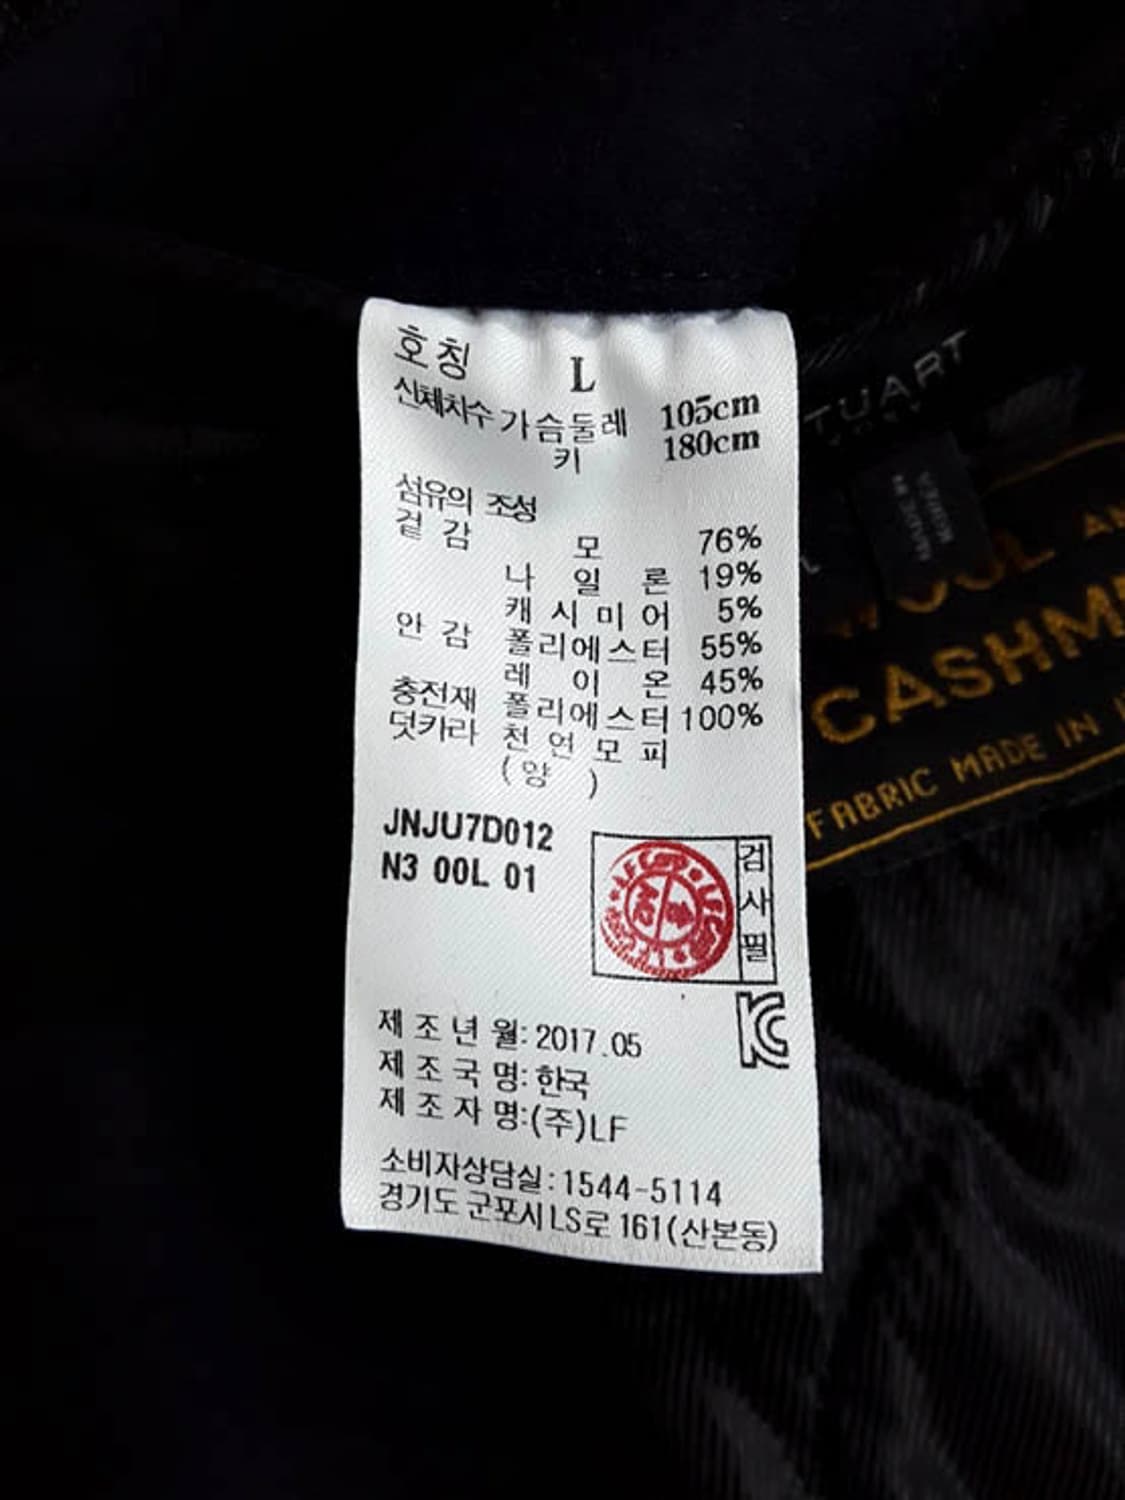 호칭 L
신체치수 가슴둘레 105cm
키 180cm
섬유의 조성
겉감 모 76%
나일론 19%
캐시미어 5%
안감 폴리에스터 55%
레이온 45%
충전재 폴리에스터 100%
덧카라 천연모피
(양)
JNJU7D012
N3 00L 01
검사필
KC
제조년월: 2017.05
제조국명: 한국
제조자명:(주)LF
소비자상담실:1544-5114
경기도 군포시 LS로 161(산본동)
TUART
WOOL AN
CASHM
FABRIC MADE IN